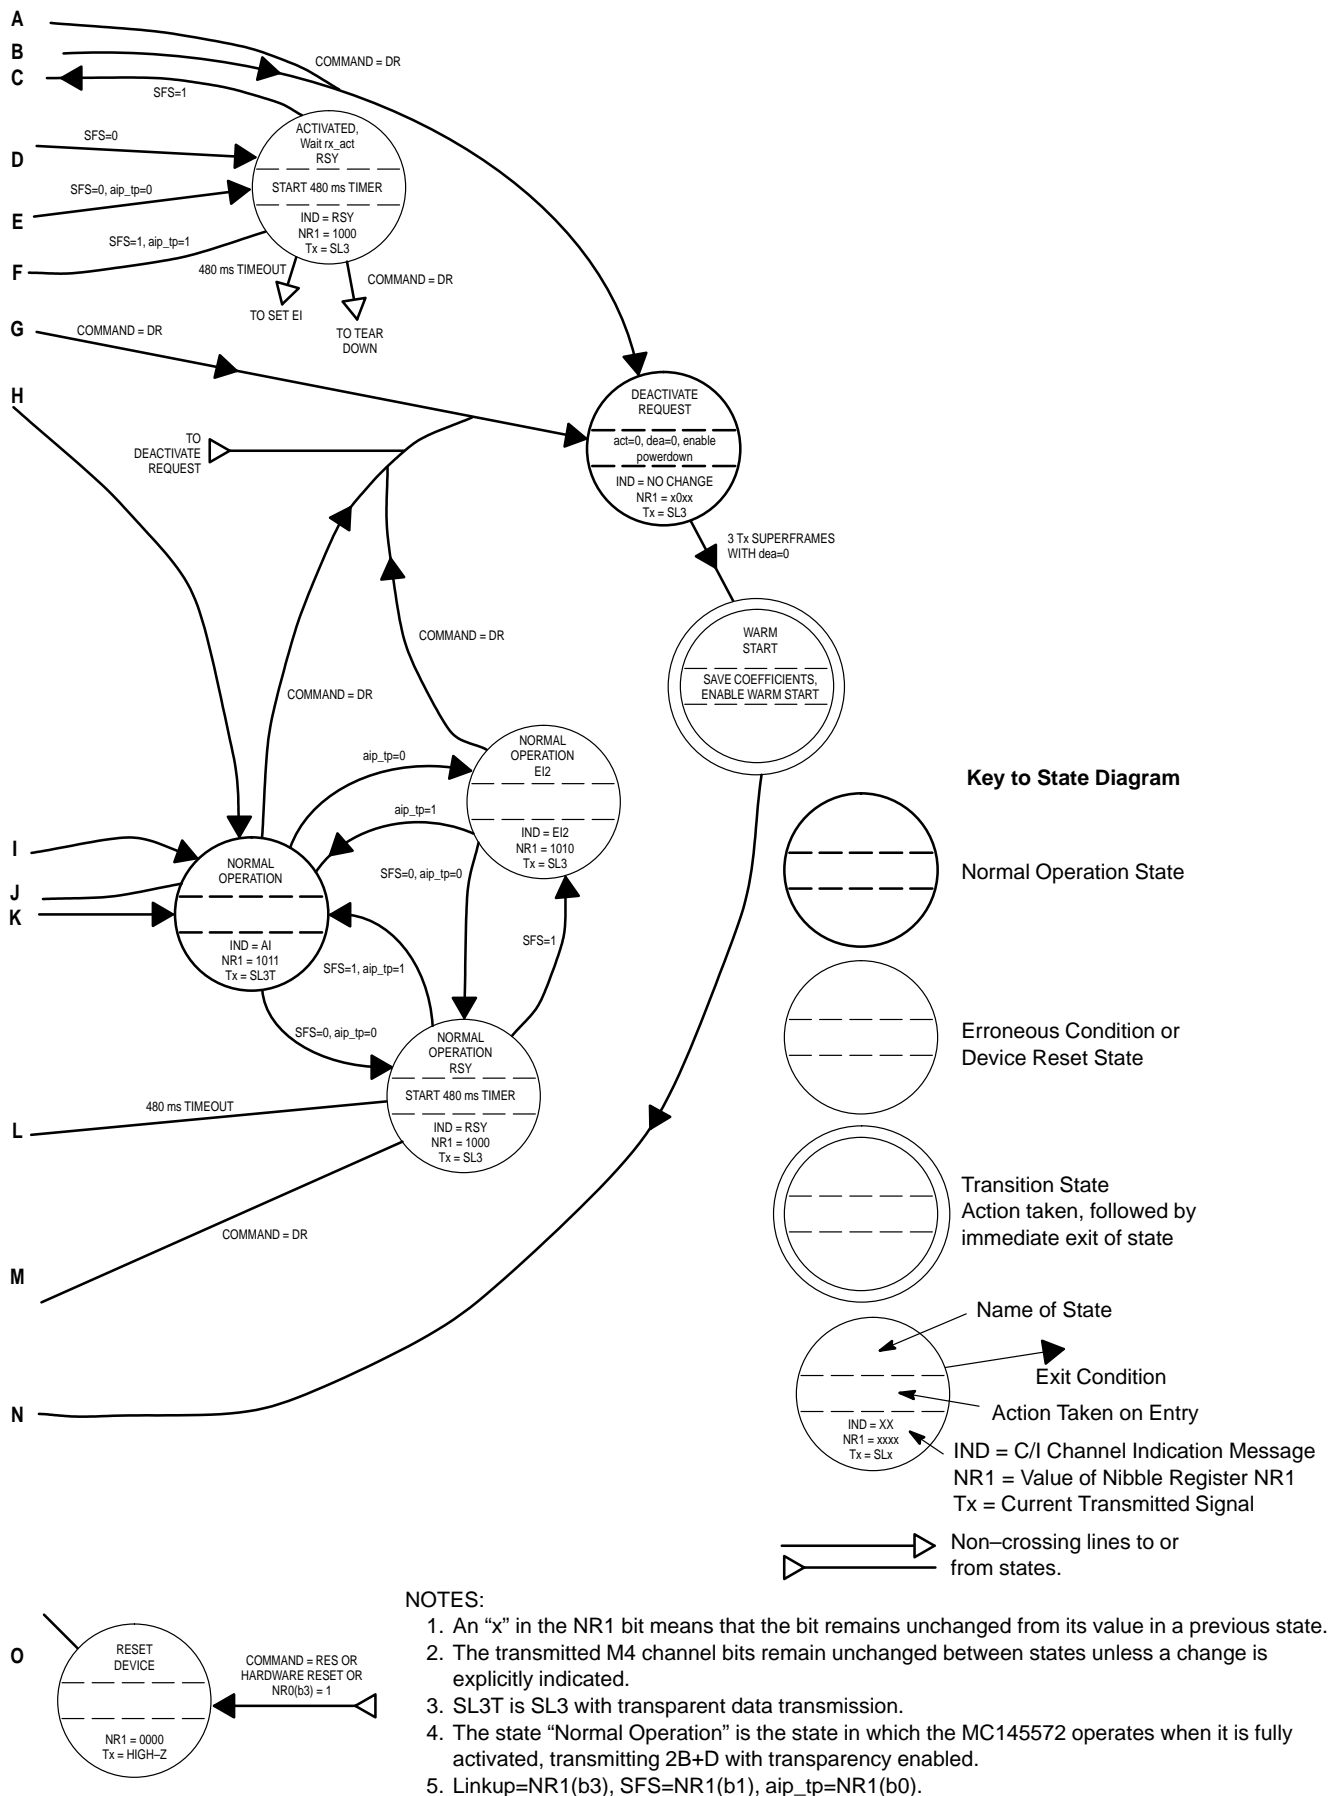 A
B
C
COMMAND = DR
SFS=1
ACTIVATED,
Wait rx_act
RSY
START 480 ms TIMER
IND = RSY
NR1 = 1000
Tx = SL3
D
SFS=0
E
SFS=0, aip_tp=0
F
SFS=1, aip_tp=1
480 ms TIMEOUT
TO SET EI
COMMAND = DR
TO TEAR
DOWN
G
COMMAND = DR
H
TO
DEACTIVATE
REQUEST
DEACTIVATE
REQUEST
act=0, dea=0, enable
powerdown
IND = NO CHANGE
NR1 = x0xx
Tx = SL3
3 Tx SUPERFRAMES
WITH dea=0
WARM
START
SAVE COEFFICIENTS,
ENABLE WARM START
COMMAND = DR
COMMAND = DR
aip_tp=0
NORMAL
OPERATION
EI2
IND = EI2
NR1 = 1010
Tx = SL3
aip_tp=1
SFS=0, aip_tp=0
I
J
K
NORMAL
OPERATION
IND = AI
NR1 = 1011
Tx = SL3T
SFS=1, aip_tp=1
SFS=1
SFS=0, aip_tp=0
NORMAL
OPERATION
RSY
START 480 ms TIMER
IND = RSY
NR1 = 1000
Tx = SL3
L
480 ms TIMEOUT
M
COMMAND = DR
N
Key to State Diagram
Normal Operation State
Erroneous Condition or
Device Reset State
Transition State
Action taken, followed by
immediate exit of state
Name of State
Exit Condition
Action Taken on Entry
IND = XX
NR1 = xxxx
Tx = SLx
IND = C/I Channel Indication Message
NR1 = Value of Nibble Register NR1
Tx = Current Transmitted Signal
Non–crossing lines to or
from states.
O
RESET
DEVICE
NR1 = 0000
Tx = HIGH–Z
COMMAND = RES OR
HARDWARE RESET OR
NR0(b3) = 1
NOTES:
1. An “x” in the NR1 bit means that the bit remains unchanged from its value in a previous state.
2. The transmitted M4 channel bits remain unchanged between states unless a change is
explicitly indicated.
3. SL3T is SL3 with transparent data transmission.
4. The state “Normal Operation” is the state in which the MC145572 operates when it is fully
activated, transmitting 2B+D with transparency enabled.
5. Linkup=NR1(b3), SFS=NR1(b1), aip_tp=NR1(b0).